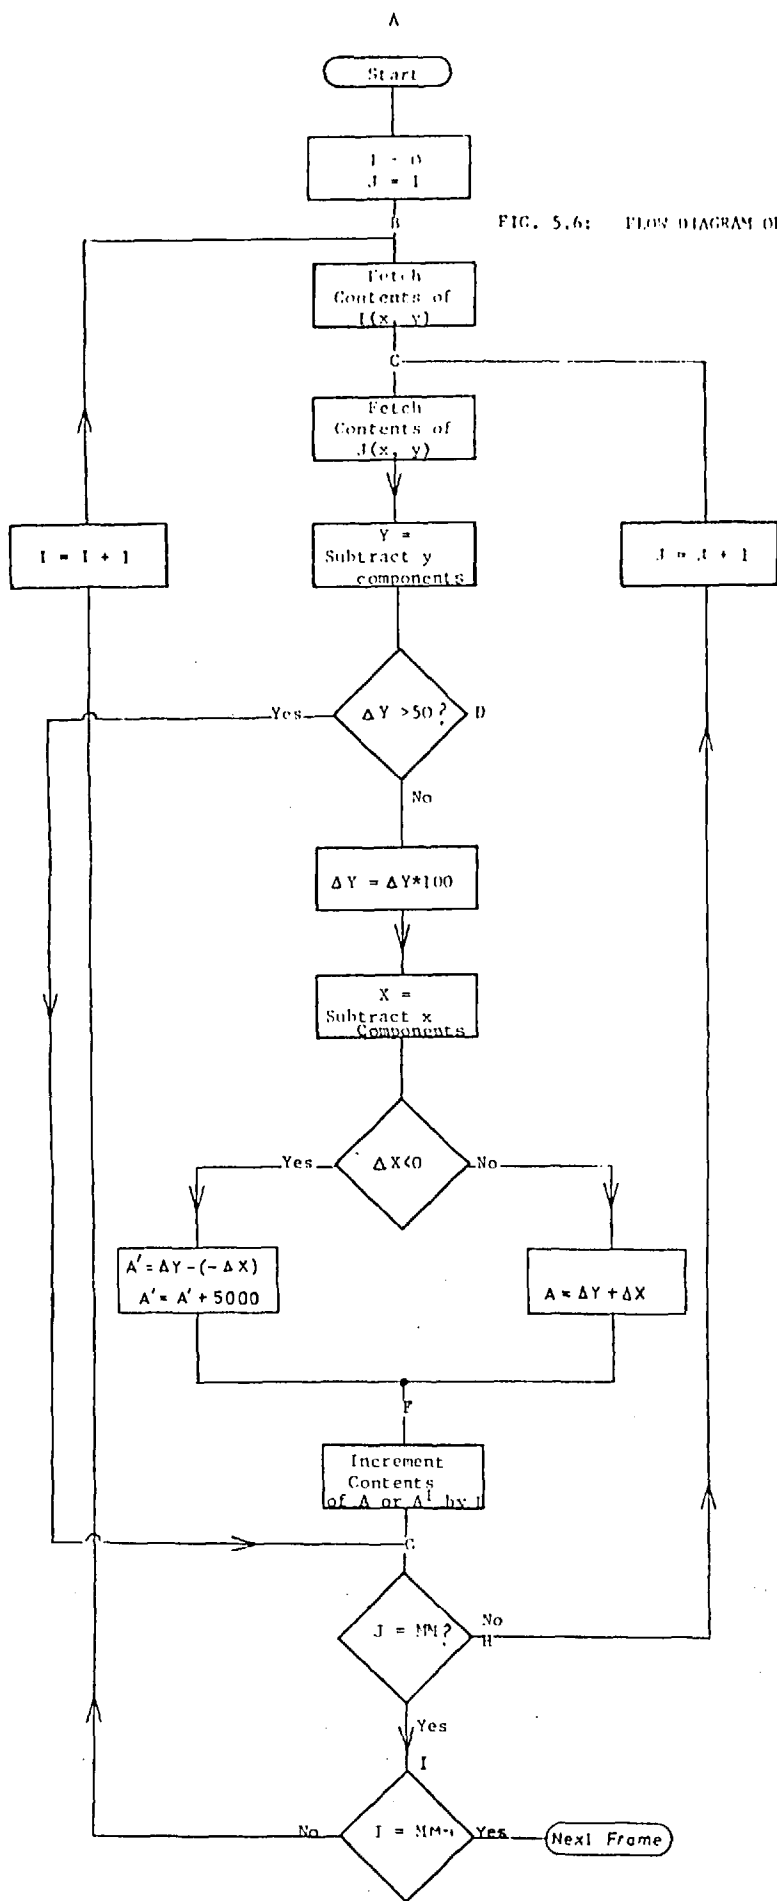 A
Start
I = 0
J = 1
B
FIG. 5.6: FLOW DIAGRAM OF
Fetch
Contents of
I(x, y)
C
Fetch
Contents of
J(x, y)
I = I + 1
Y =
Subtract y
components
J = J + 1
Yes
ΔY >50?
D
No
ΔY = ΔY*100
X =
Subtract x
Components
Yes
ΔX<0
No
A' = ΔY-(-ΔX)
A' = A' + 5000
A = ΔY + ΔX
F
Increment
Contents
of A or A' by 1
G
J = MM?
No
H
Yes
I
No
I =
Yes
Next Frame